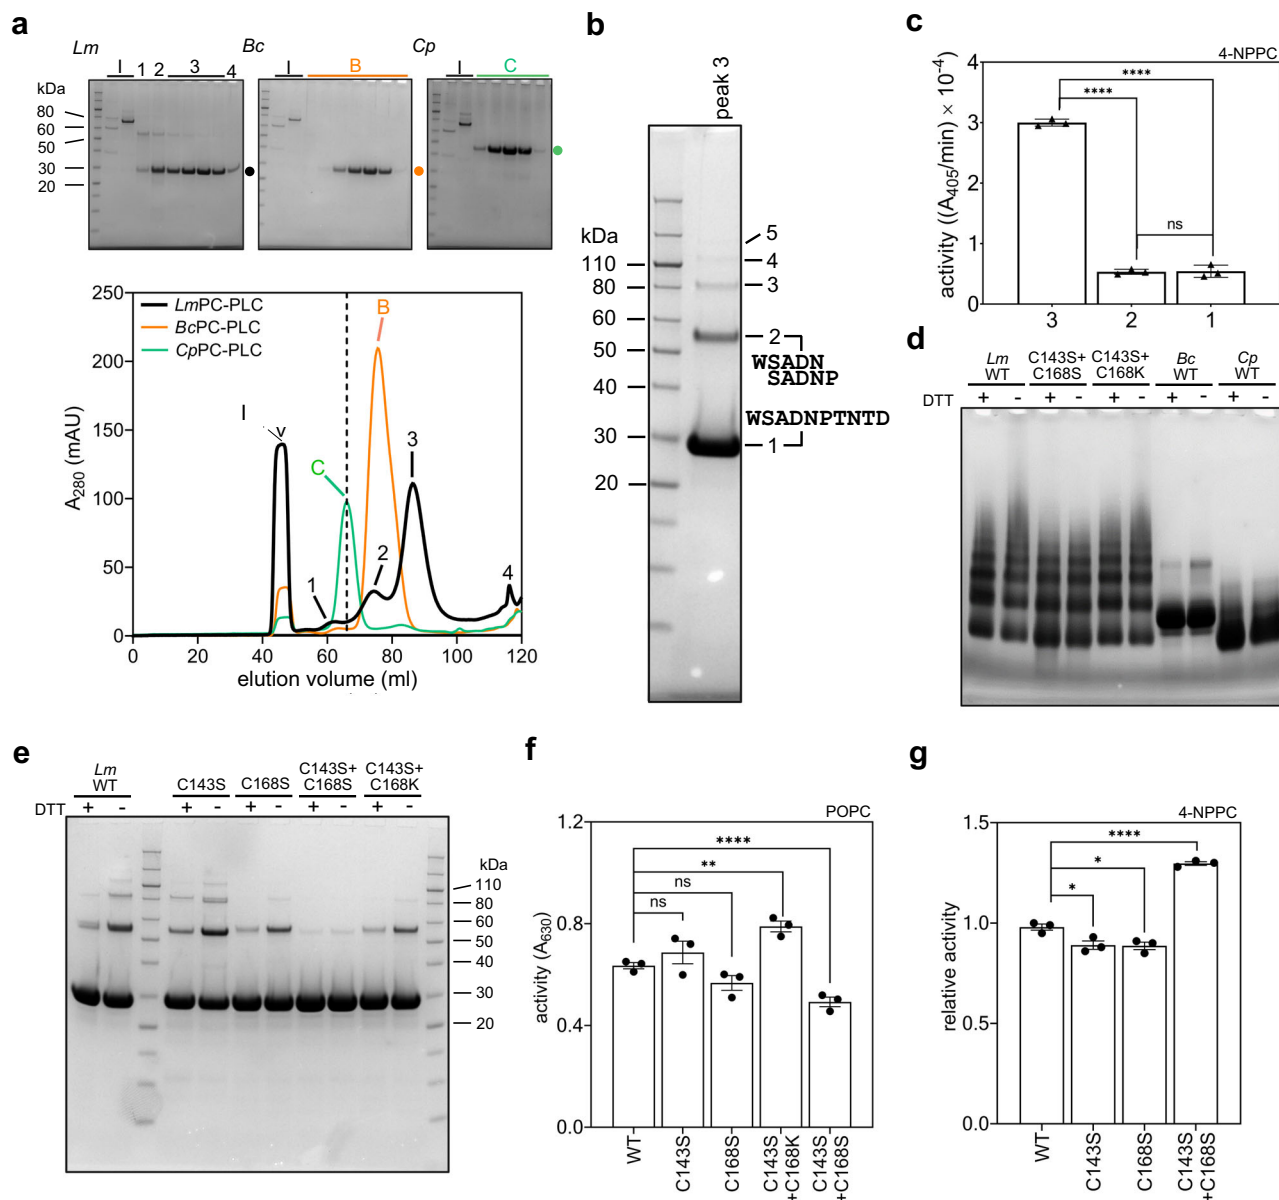 a
Lm Bc Cp
I 1 2 3 4 I B I C
kDa
80
60
50
30
20
250
200
150
100
50
0
A280 (mAU)
LmPC-PLC
BcPC-PLC
CpPC-PLC
I v 1 C 2 B 3 4
0 20 40 60 80 100 120
elution volume (ml)
b
peak 3
kDa
110
80
60
50
40
30
20
5
4
3
2
WSADN
SADNP
WSADNPTNTD
1
c
4-NPPC
activity ((A405/min) × 10-4)
4
3
2
1
0
****
****
ns
3 2 1
d
Lm WT
C143S+ C168S
C143S+ C168K
Bc WT
Cp WT
DTT + - + - + - + - + -
e
Lm WT
C143S
C168S
C143S+ C168S
C143S+ C168K
DTT + - + - + - + - + -
kDa
110
80
60
50
40
30
20
f
POPC
activity (A630)
1.2
0.8
0.4
0.0
****
**
ns
ns
WT
C143S
C168S
C143S +C168K
C143S +C168S
g
4-NPPC
relative activity
1.5
1.0
0.5
0.0
****
*
*
WT
C143S
C168S
C143S +C168S